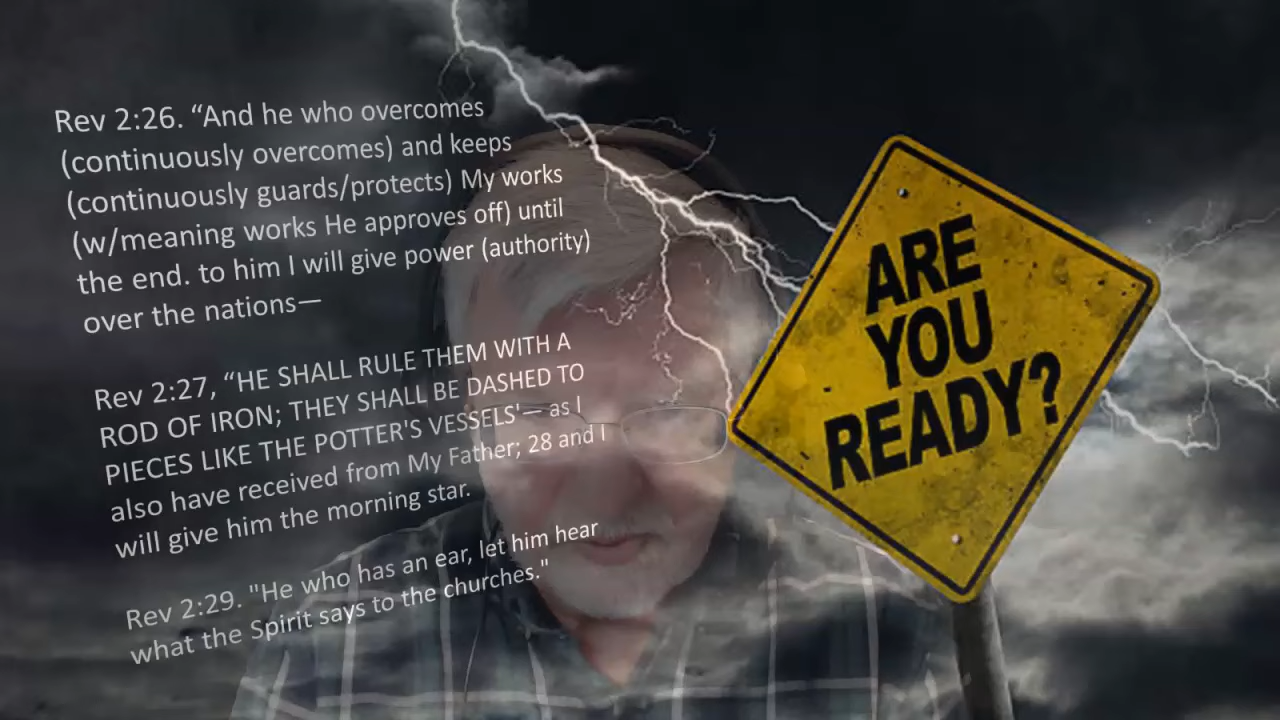 Rev 2:26. “And he who overcomes
(continuously overcomes) and keeps
(continuously guards/protects) My works
(w/meaning works He approves off) until
the end. to him I will give power (authority)
over the nations—
Rev 2:27, “HE SHALL RULE THEM WITH A
ROD OF IRON; THEY SHALL BE DASHED TO
PIECES LIKE THE POTTER'S VESSELS'— as I
also have received from My Father; 28 and I
will give him the morning star.
Rev 2:29. "He who has an ear, let him hear
what the Spirit says to the churches."
ARE
YOU
READY?